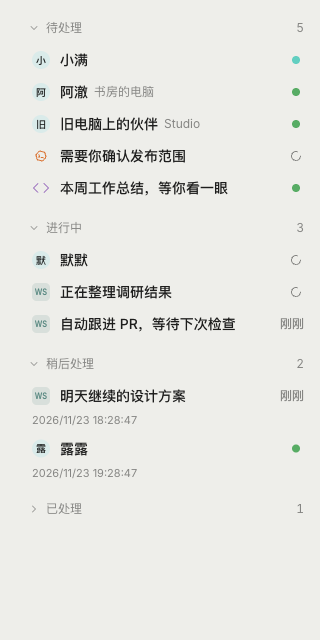 待处理 5
小 小满
阿 阿澈 书房的电脑
旧 旧电脑上的伙伴 Studio
需要你确认发布范围
本周工作总结，等你看一眼
进行中 3
默 默默
WS 正在整理调研结果
WS 自动跟进 PR，等待下次检查 刚刚
稍后处理 2
WS 明天继续的设计方案 刚刚
2026/11/23 18:28:47
露 露露
2026/11/23 19:28:47
已处理 1